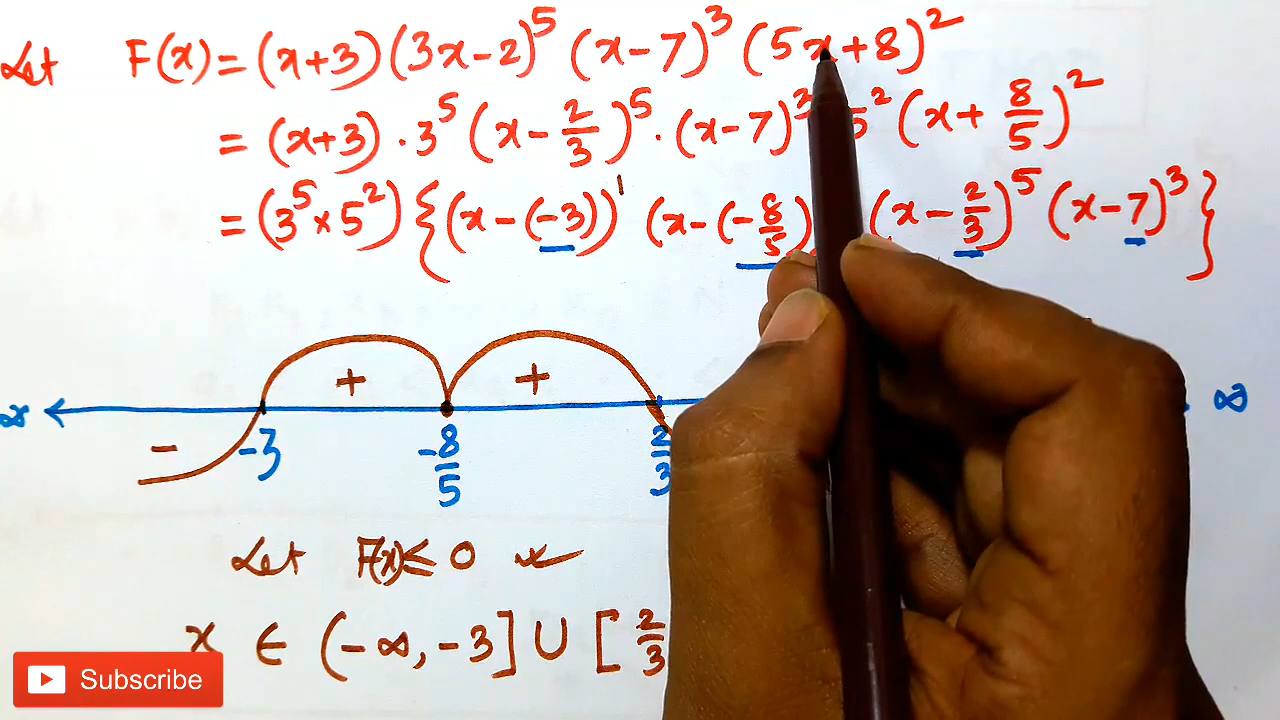 Let F(x) = (x+3)(3x-2)^5 (x-7)^3 (5x+8)^2
= (x+3) · 3^5 (x - 2/3)^5 · (x-7)^3 5^2 (x + 8/5)^2
= (3^5 × 5^2) { (x-(-3))^1 (x-(-8/5) (x - 2/3)^5 (x-7)^3 }
+ +
∞ ∞
- -3 -8/5 2/3
Let F(x) ≤ 0
x ∈ (-∞, -3] ∪ [ 2/3
Subscribe